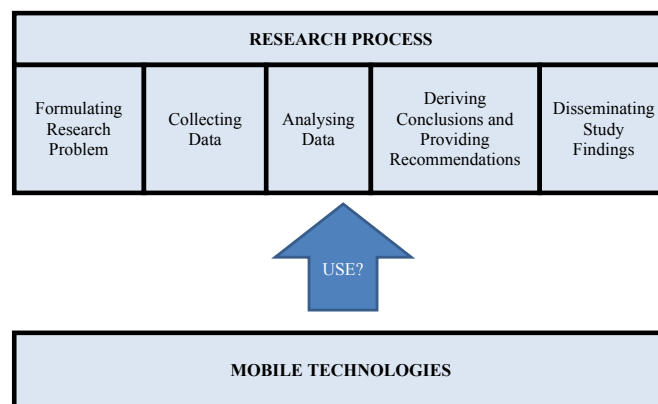 RESEARCH PROCESS
Formulating
Research
Problem
Collecting
Data
Analysing
Data
Deriving
Conclusions and
Providing
Recommendations
Disseminating
Study
Findings
USE?
MOBILE TECHNOLOGIES